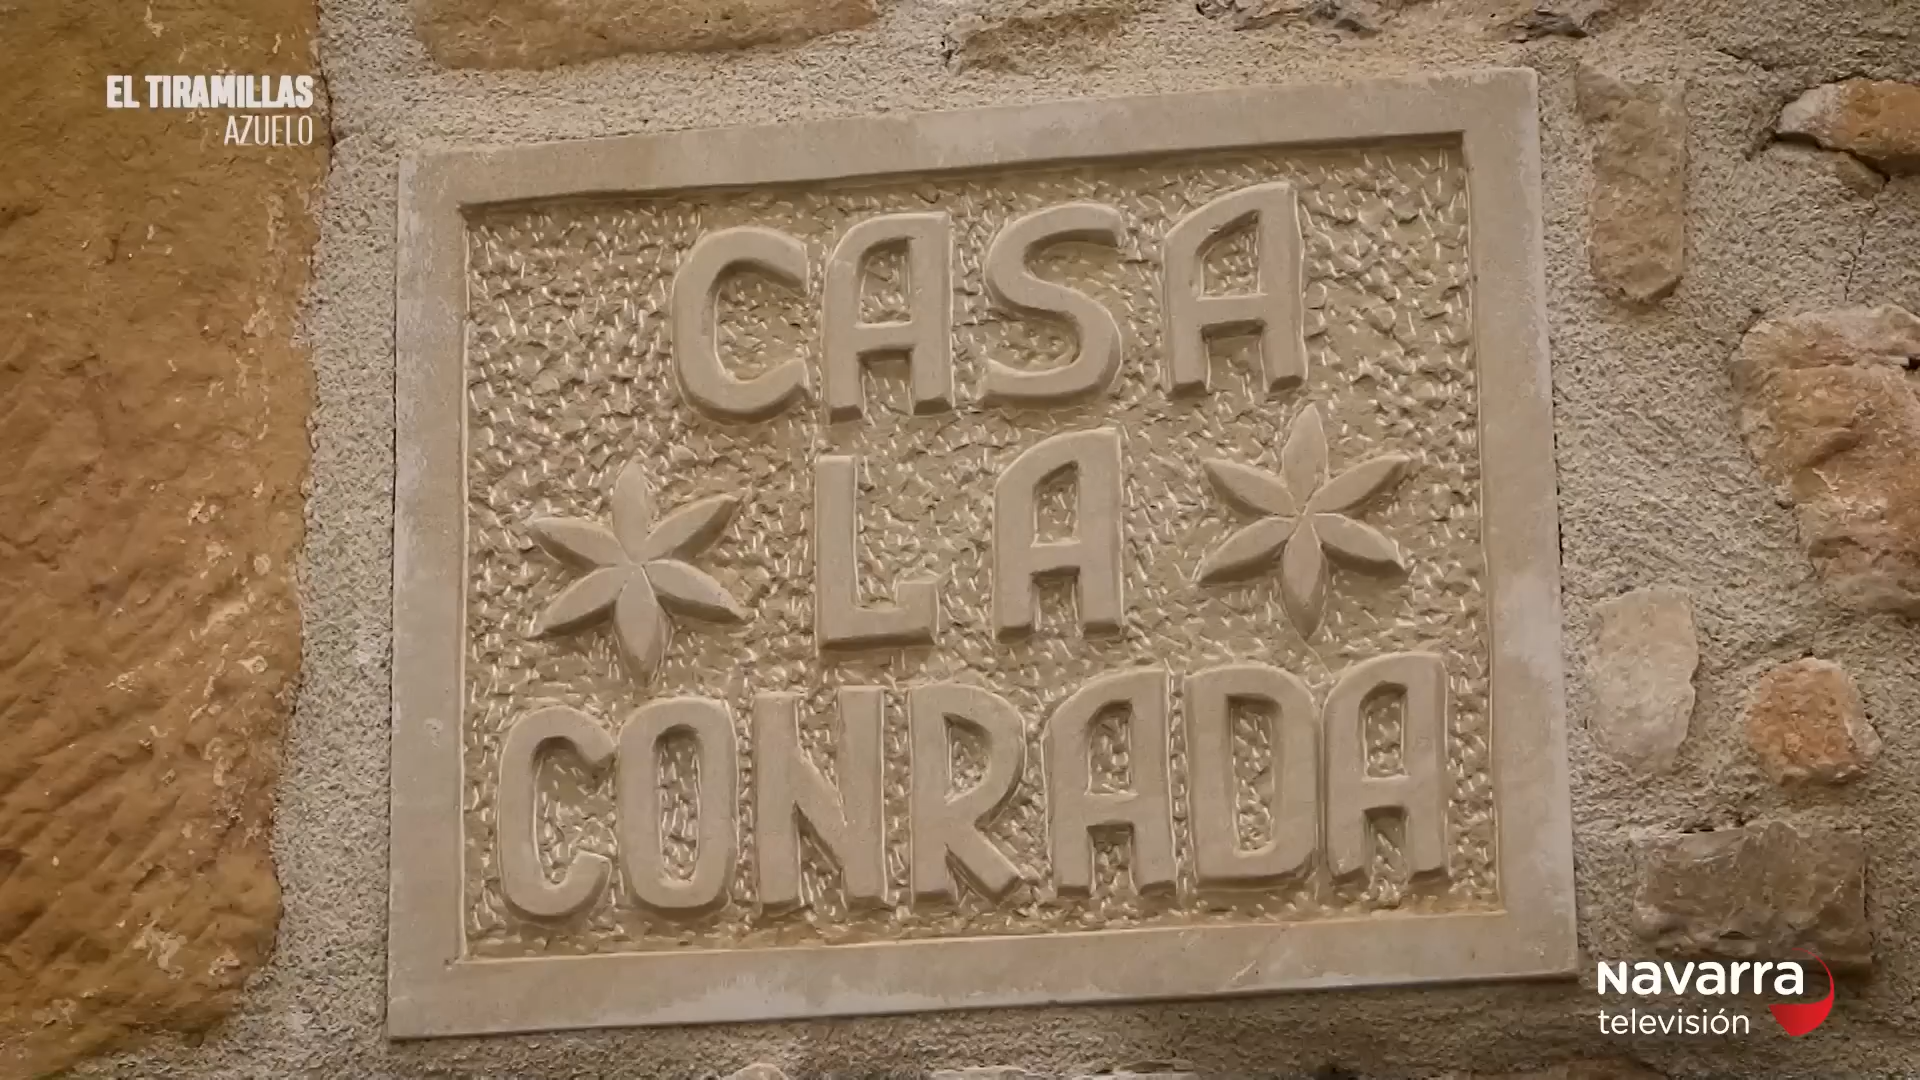 EL TIRAMILLAS
AZUELO
CASA
LA
CONRADA
Navarra
televisión